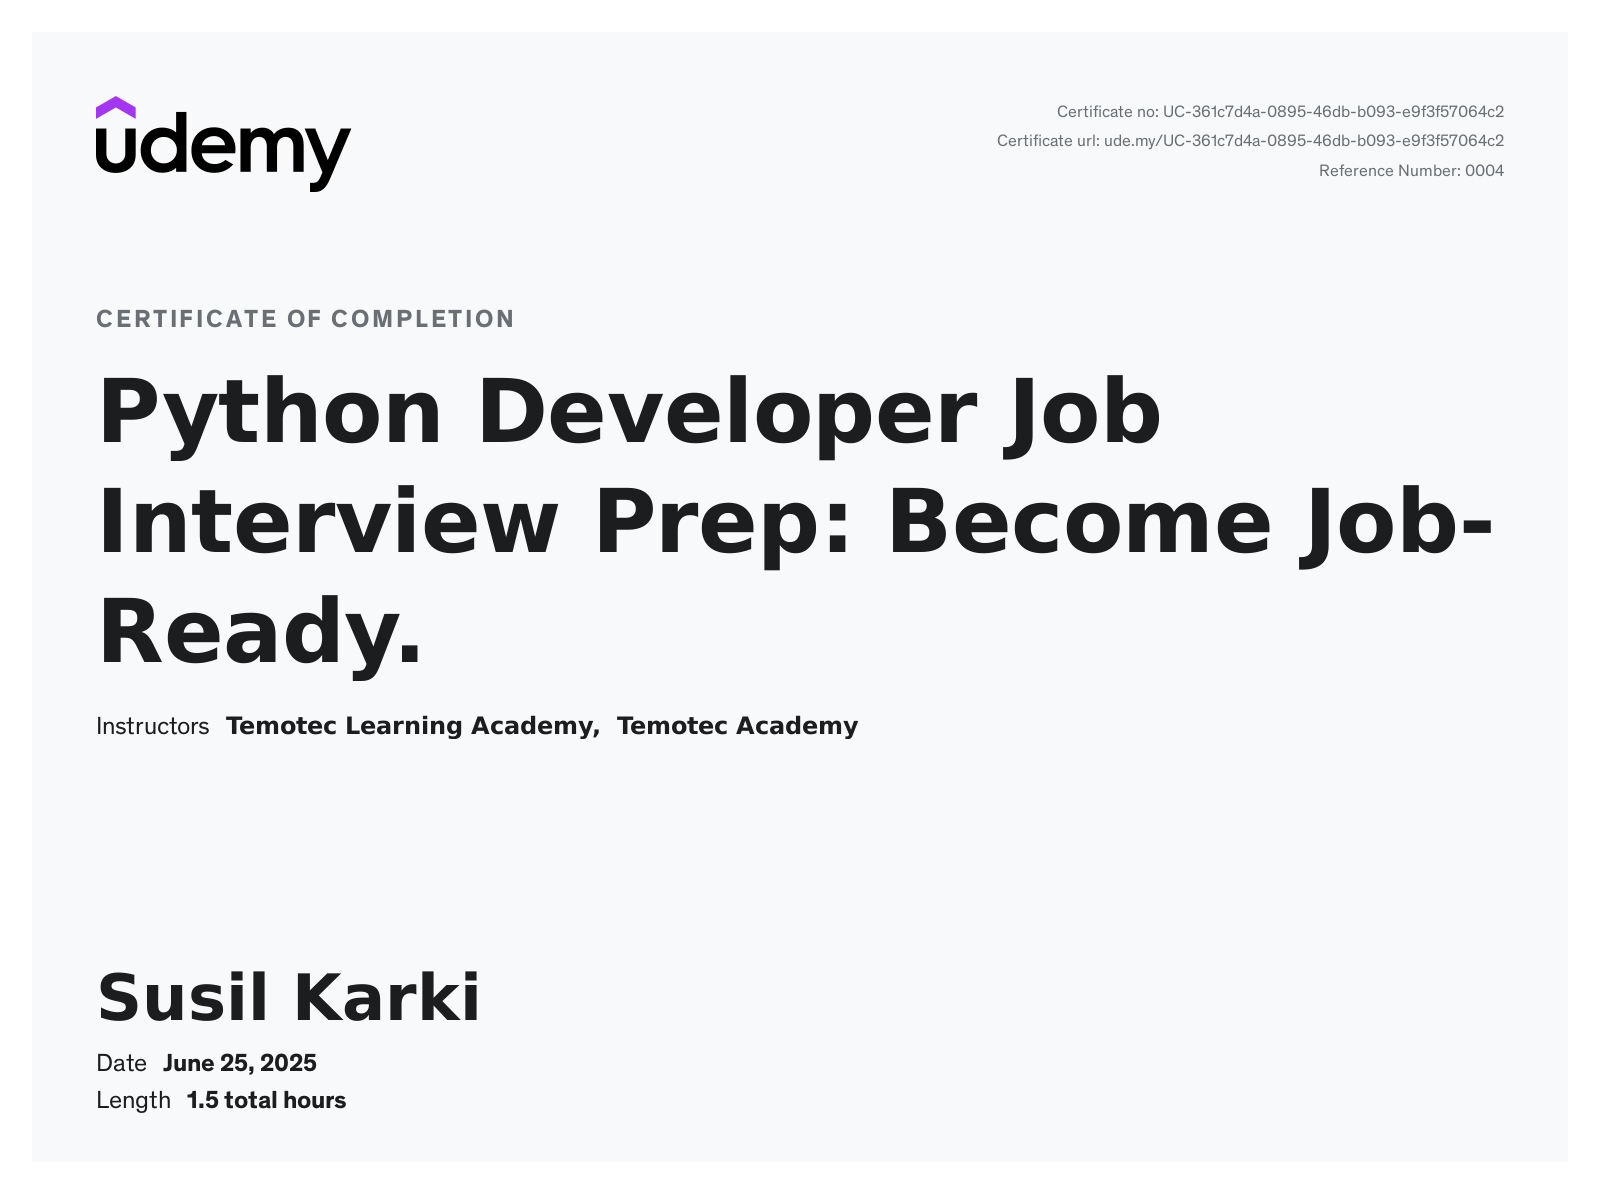 udemy
Certificate no: UC-361c7d4a-0895-46db-b093-e9f3f57064c2
Certificate url: ude.my/UC-361c7d4a-0895-46db-b093-e9f3f57064c2
Reference Number: 0004
CERTIFICATE OF COMPLETION
Python Developer Job
Interview Prep: Become Job-
Ready.
Instructors Temotec Learning Academy, Temotec Academy
Susil Karki
Date June 25, 2025
Length 1.5 total hours